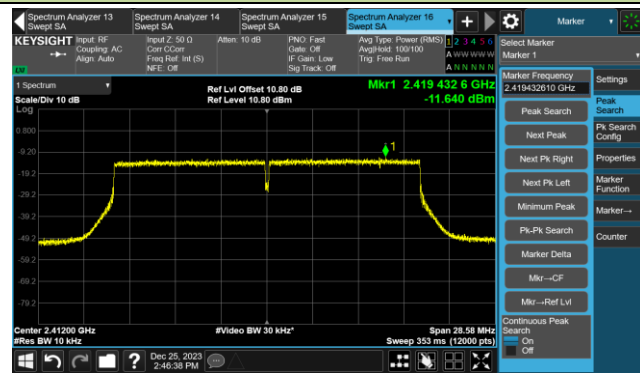 Spectrum Analyzer 13
Swept SA
Spectrum Analyzer 14
Swept SA
Spectrum Analyzer 15
Swept SA
Spectrum Analyzer 16
Swept SA
Marker
KEYSIGHT
Input: RF
Coupling: AC
Align: Auto
Input Z: 50 Ω
Corr CCorr
Freq Ref: Int (S)
NFE: Off
Atten: 10 dB
PNO: Fast
Gate: Off
IF Gain: Low
Sig Track: Off
Avg Type: Power (RMS)
Avg|Hold: 100/100
Trig: Free Run
1 2 3 4 5 6
A W W W W W
A N N N N N
Select Marker
Marker 1
1 Spectrum
Scale/Div 10 dB
Log
Ref Lvl Offset 10.80 dB
Ref Level 10.80 dBm
Mkr1 2.419 432 6 GHz
-11.640 dBm
0.800
-9.20
-19.2
-29.2
-39.2
-49.2
-59.2
-69.2
-79.2
1
Center 2.41200 GHz
#Res BW 10 kHz
#Video BW 30 kHz*
Span 28.58 MHz
Sweep 353 ms (12000 pts)
Marker Frequency
2.419432610 GHz
Peak Search
Next Peak
Next Pk Right
Next Pk Left
Minimum Peak
Pk-Pk Search
Marker Delta
Mkr→CF
Mkr→Ref Lvl
Continuous Peak
Search
On
Off
Settings
Peak
Search
Pk Search
Config
Properties
Marker
Function
Marker→
Counter
?
Dec 25, 2023
2:46:38 PM